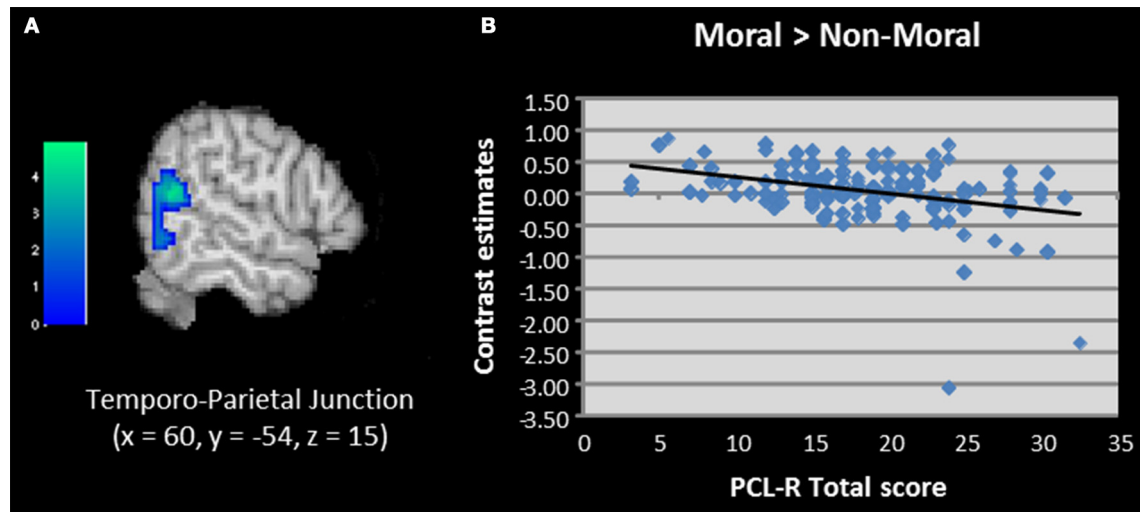 A
4
3
2
1
0
Temporo-Parietal Junction
(x = 60, y = -54, z = 15)
B
Moral > Non-Moral
Contrast estimates
1.50
1.00
0.50
0.00
-0.50
-1.00
-1.50
-2.00
-2.50
-3.00
-3.50
0 5 10 15 20 25 30 35
PCL-R Total score